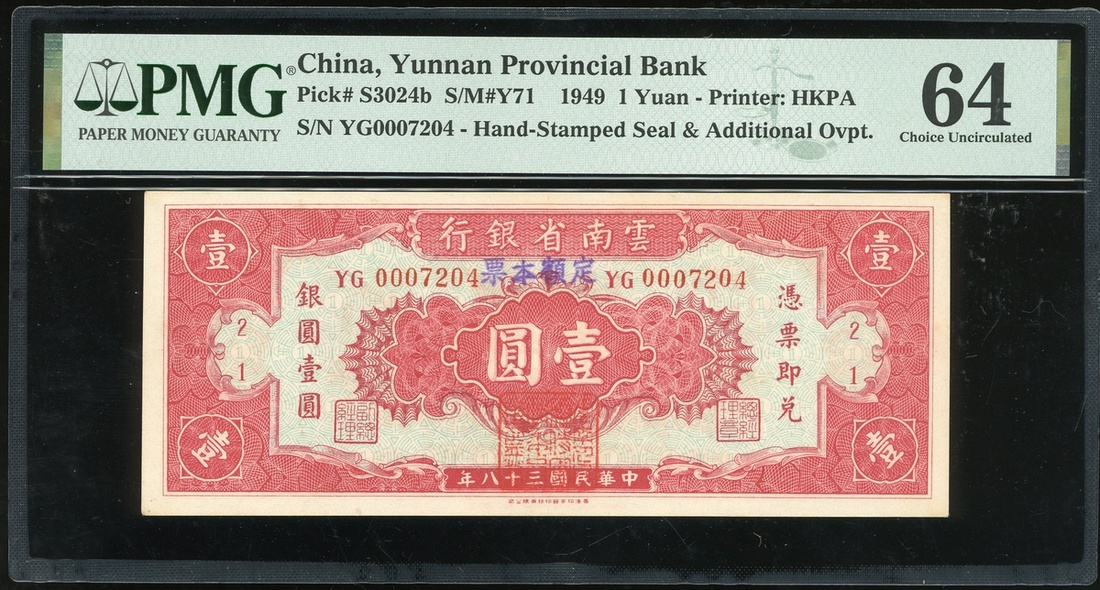 PMG®
PAPER MONEY GUARANTY
China, Yunnan Provincial Bank
Pick# S3024b S/M#Y71 1949 1 Yuan - Printer: HKPA
S/N YG0007204 - Hand-Stamped Seal & Additional Ovpt.
64
Choice Uncirculated
行銀省南雲
壹
壹
YG 0007204
票本額定
YG 0007204
憑票即兑
銀圓壹圓
2
1
2
1
圓壹
壹
壹
年八十三國民華中